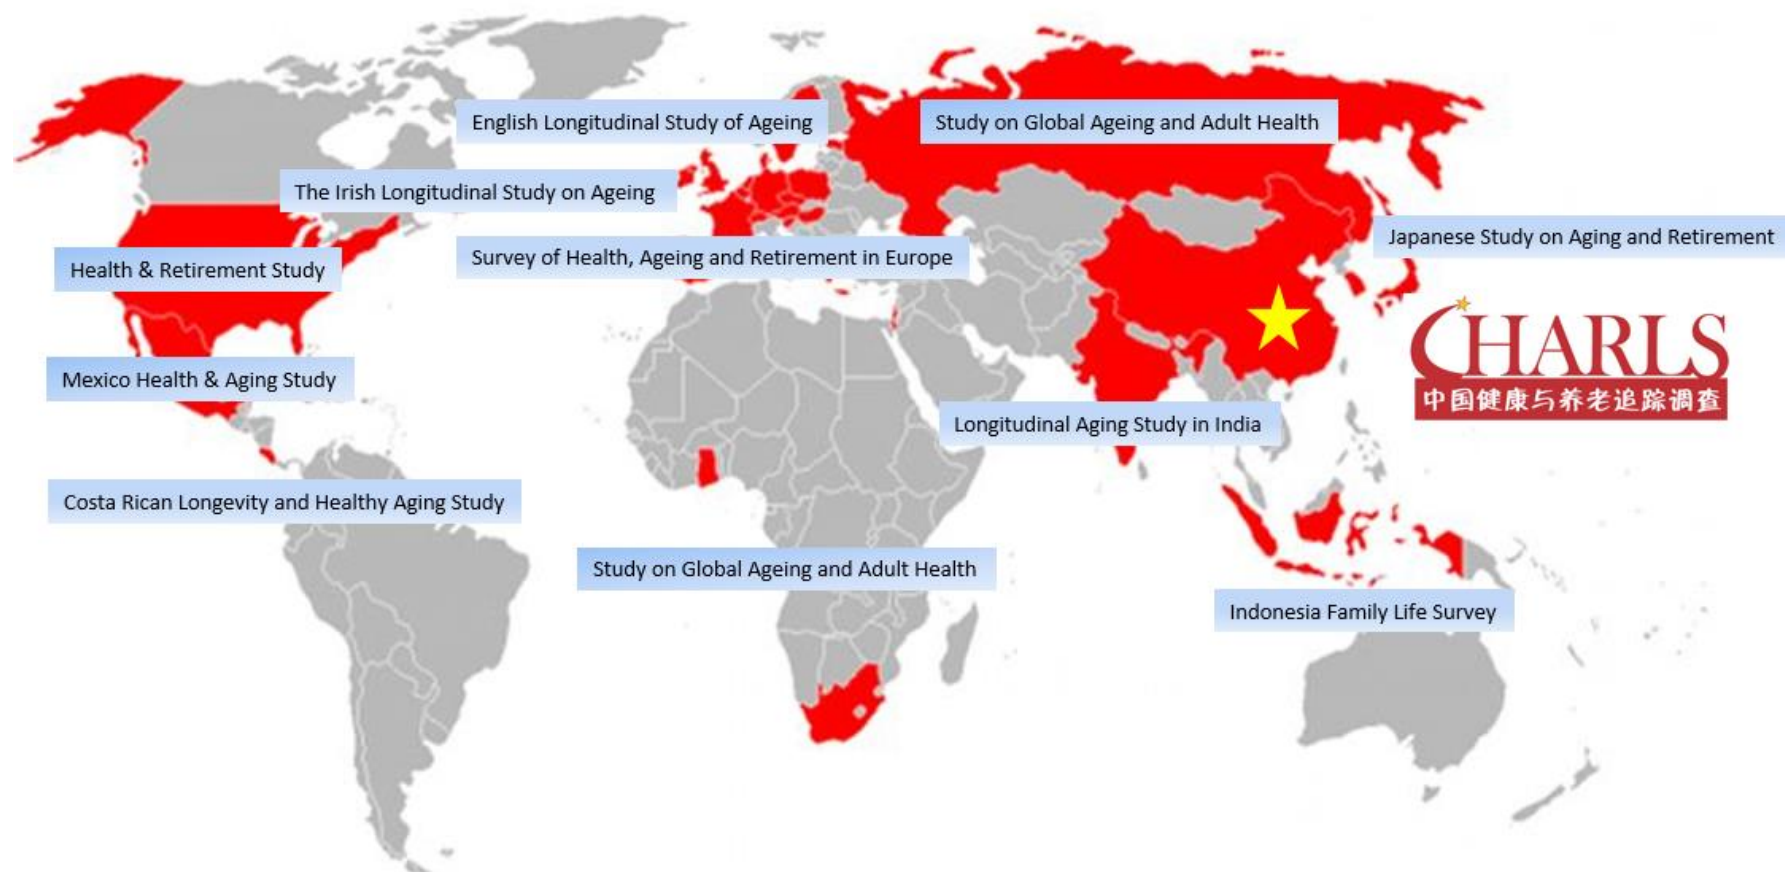 English Longitudinal Study of Ageing
Study on Global Ageing and Adult Health
The Irish Longitudinal Study on Ageing
Japanese Study on Aging and Retirement
Survey of Health, Ageing and Retirement in Europe
Health & Retirement Study
CHARLS
中国健康与养老追踪调查
Mexico Health & Aging Study
Longitudinal Aging Study in India
Costa Rican Longevity and Healthy Aging Study
Study on Global Ageing and Adult Health
Indonesia Family Life Survey